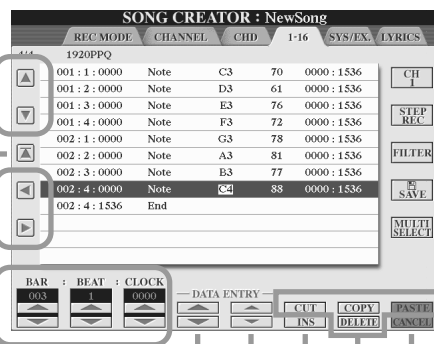 SONG CREATOR : NewSong
REC MODE CHANNEL CHD 1-16 SYS/EX. LYRICS
4/4 1920PPQ
001 : 1 : 0000 Note C3 70 0000 : 1536
001 : 2 : 0000 Note D3 61 0000 : 1536
001 : 3 : 0000 Note E3 76 0000 : 1536
001 : 4 : 0000 Note F3 72 0000 : 1536
002 : 1 : 0000 Note G3 78 0000 : 1536
002 : 2 : 0000 Note A3 81 0000 : 1536
002 : 3 : 0000 Note B3 77 0000 : 1536
002 : 4 : 0000 Note C4 88 0000 : 1536
002 : 4 : 1536 End
CH
1
STEP
REC
FILTER
SAVE
MULTI
SELECT
BAR : BEAT : CLOCK
003 1 0000
DATA ENTRY
CUT COPY PASTE
INS DELETE CANCEL